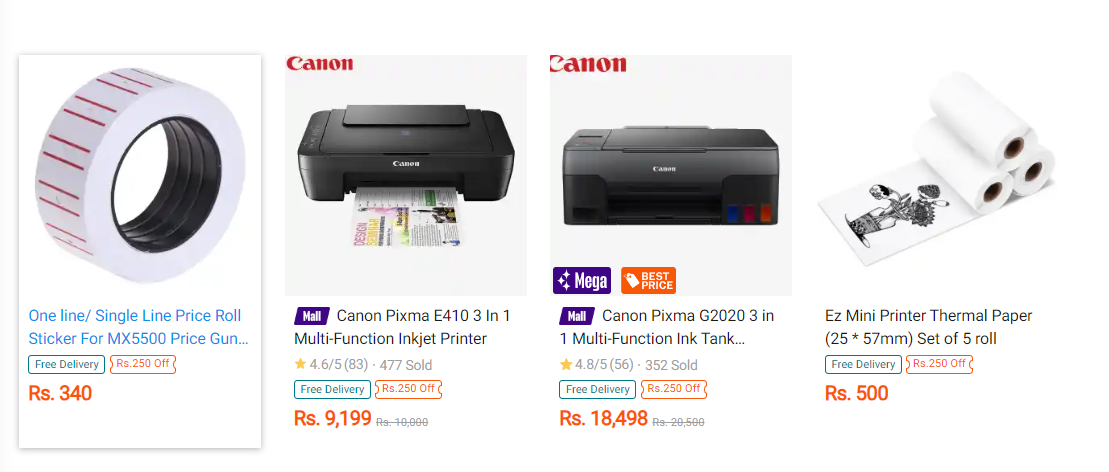 One line/ Single Line Price Roll
Sticker For MX5500 Price Gun...
Free Delivery Rs.250 Off
Rs. 340
Canon
Canon
DESIGN
SEMINAR
Mall Canon Pixma E410 3 In 1
Multi-Function Inkjet Printer
4.6/5 (83) · 477 Sold
Free Delivery Rs.250 Off
Rs. 9,199 Rs. 10,000
Canon
Canon
Mega BEST
PRICE
Mall Canon Pixma G2020 3 in
1 Multi-Function Ink Tank...
4.8/5 (56) · 352 Sold
Free Delivery Rs.250 Off
Rs. 18,498 Rs. 20,500
Ez Mini Printer Thermal Paper
(25 * 57mm) Set of 5 roll
Free Delivery Rs.250 Off
Rs. 500